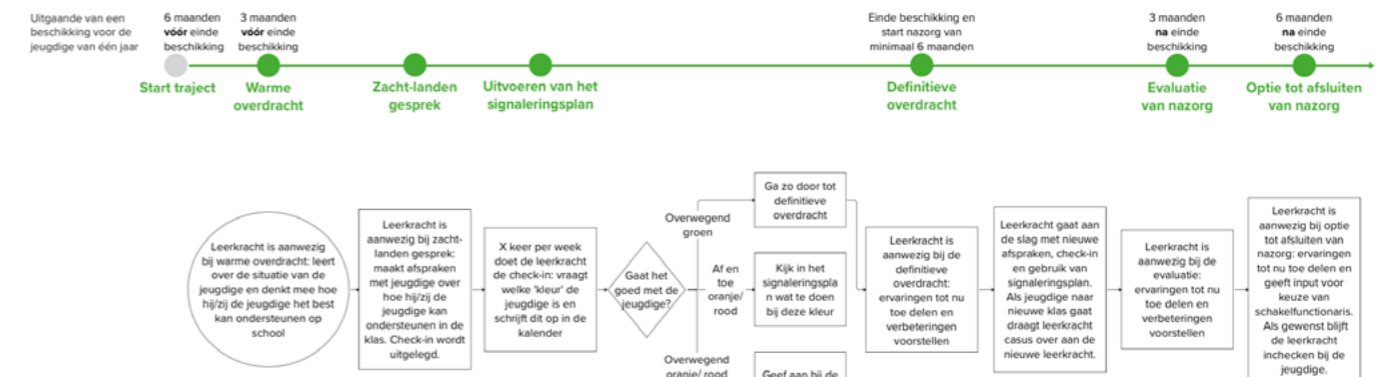 Uitgaande van een
beschikking voor de
jeugdige van één jaar
6 maanden
vóór einde
beschikking
3 maanden
vóór einde
beschikking
Einde beschikking en
start nazorg van
minimaal 6 maanden
3 maanden
na einde
beschikking
6 maanden
na einde
beschikking
Start traject
Warme
overdracht
Zacht-landen
gesprek
Uitvoeren van het
signaleringsplan
Definitieve
overdracht
Evaluatie
van nazorg
Optie tot afsluiten
van nazorg
Leerkracht is aanwezig
bij warme overdracht: leert
over de situatie van de
jeugdige en denkt mee hoe
hij/zij de jeugdige het best
kan ondersteunen op
school
Leerkracht is
aanwezig bij zacht-
landen gesprek:
maakt afspraken
met jeugdige over
hoe hij/zij de
jeugdige kan
ondersteunen in de
klas. Check-in wordt
uitgelegd.
X keer per week
doet de leerkracht
de check-in: vraagt
welke 'kleur' de
jeugdige is en
schrijft dit op in de
kalender
Gaat het
goed met de
jeugdige?
Overwegend
groen
Ga zo door tot
definitieve
overdracht
Af en
toe
oranje/
rood
Kijk in het
signaleringspla
n wat te doen
bij deze kleur
Overwegend
oranje/ rood
Geef aan bij de
Leerkracht is
aanwezig bij de
definitieve
overdracht:
ervaringen tot nu
toe delen en
verbeteringen
voorstellen
Leerkracht gaat aan
de slag met nieuwe
afspraken, check-in
en gebruik van
signaleringsplan.
Als jeugdige naar
nieuwe klas gaat
draagt leerkracht
casus over aan de
nieuwe leerkracht.
Leerkracht is
aanwezig bij de
evaluatie:
ervaringen tot nu
toe delen en
verbeteringen
voorstellen
Leerkracht is
aanwezig bij optie
tot afsluiten van
nazorg: ervaringen
tot nu toe delen en
geeft input voor
keuze van
schakelfunctionaris.
Als gewenst blijft
de leerkracht
inchecken bij de
jeugdige.